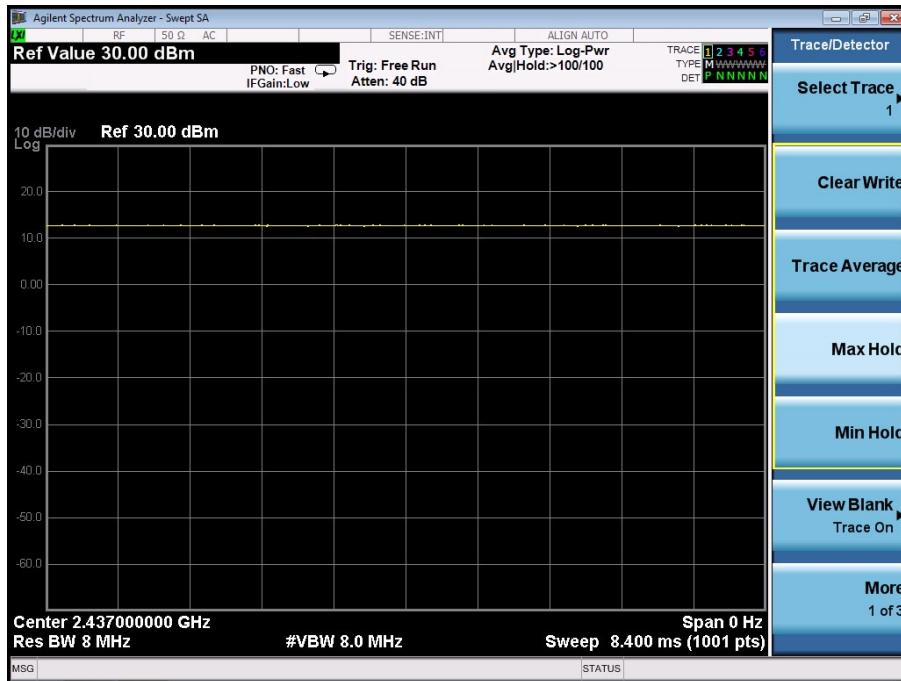 Agilent Spectrum Analyzer - Swept SA
LXI RF 50 Ω AC SENSE:INT ALIGN AUTO
Ref Value 30.00 dBm
PNO: Fast
IFGain:Low
Trig: Free Run
Atten: 40 dB
Avg Type: Log-Pwr
Avg|Hold:>100/100
TRACE 1 2 3 4 5 6
TYPE M WWWWW
DET P N N N N N
Trace/Detector
Select Trace
1
Clear Write
Trace Average
Max Hold
Min Hold
View Blank
Trace On
More
1 of 3
10 dB/div Ref 30.00 dBm
Log
20.0
10.0
0.00
-10.0
-20.0
-30.0
-40.0
-50.0
-60.0
Center 2.437000000 GHz Span 0 Hz
Res BW 8 MHz #VBW 8.0 MHz Sweep 8.400 ms (1001 pts)
MSG STATUS